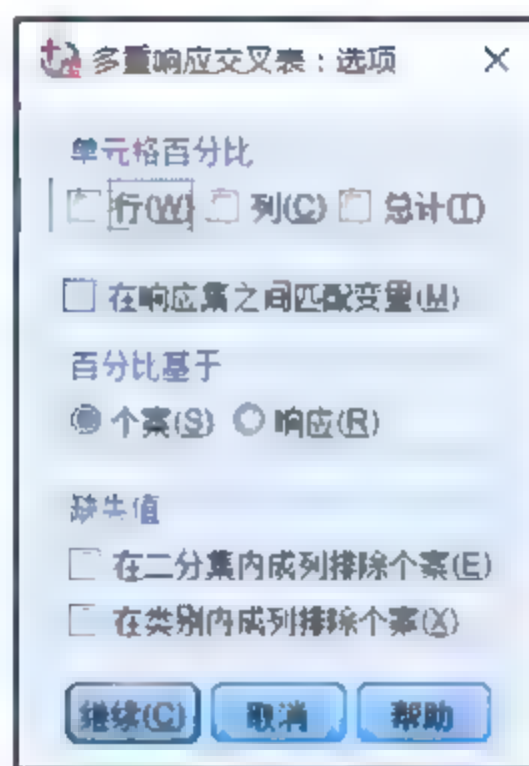 多重响应交叉表：选项
单元格百分比
行(W) 列(C) 总计(T)
在响应集之间匹配变量(M)
百分比基于
个案(S) 响应(R)
缺失值
在二分集内成列排除个案(E)
在类别内成列排除个案(X)
继续(C) 取消 帮助